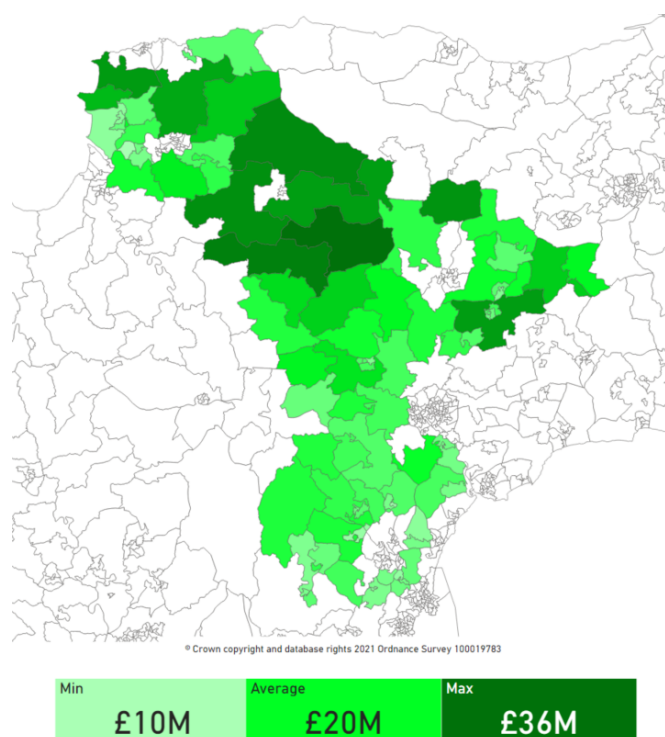 © Crown copyright and database rights 2021 Ordnance Survey 100019783
Min
Average
Max
£10M
£20M
£36M